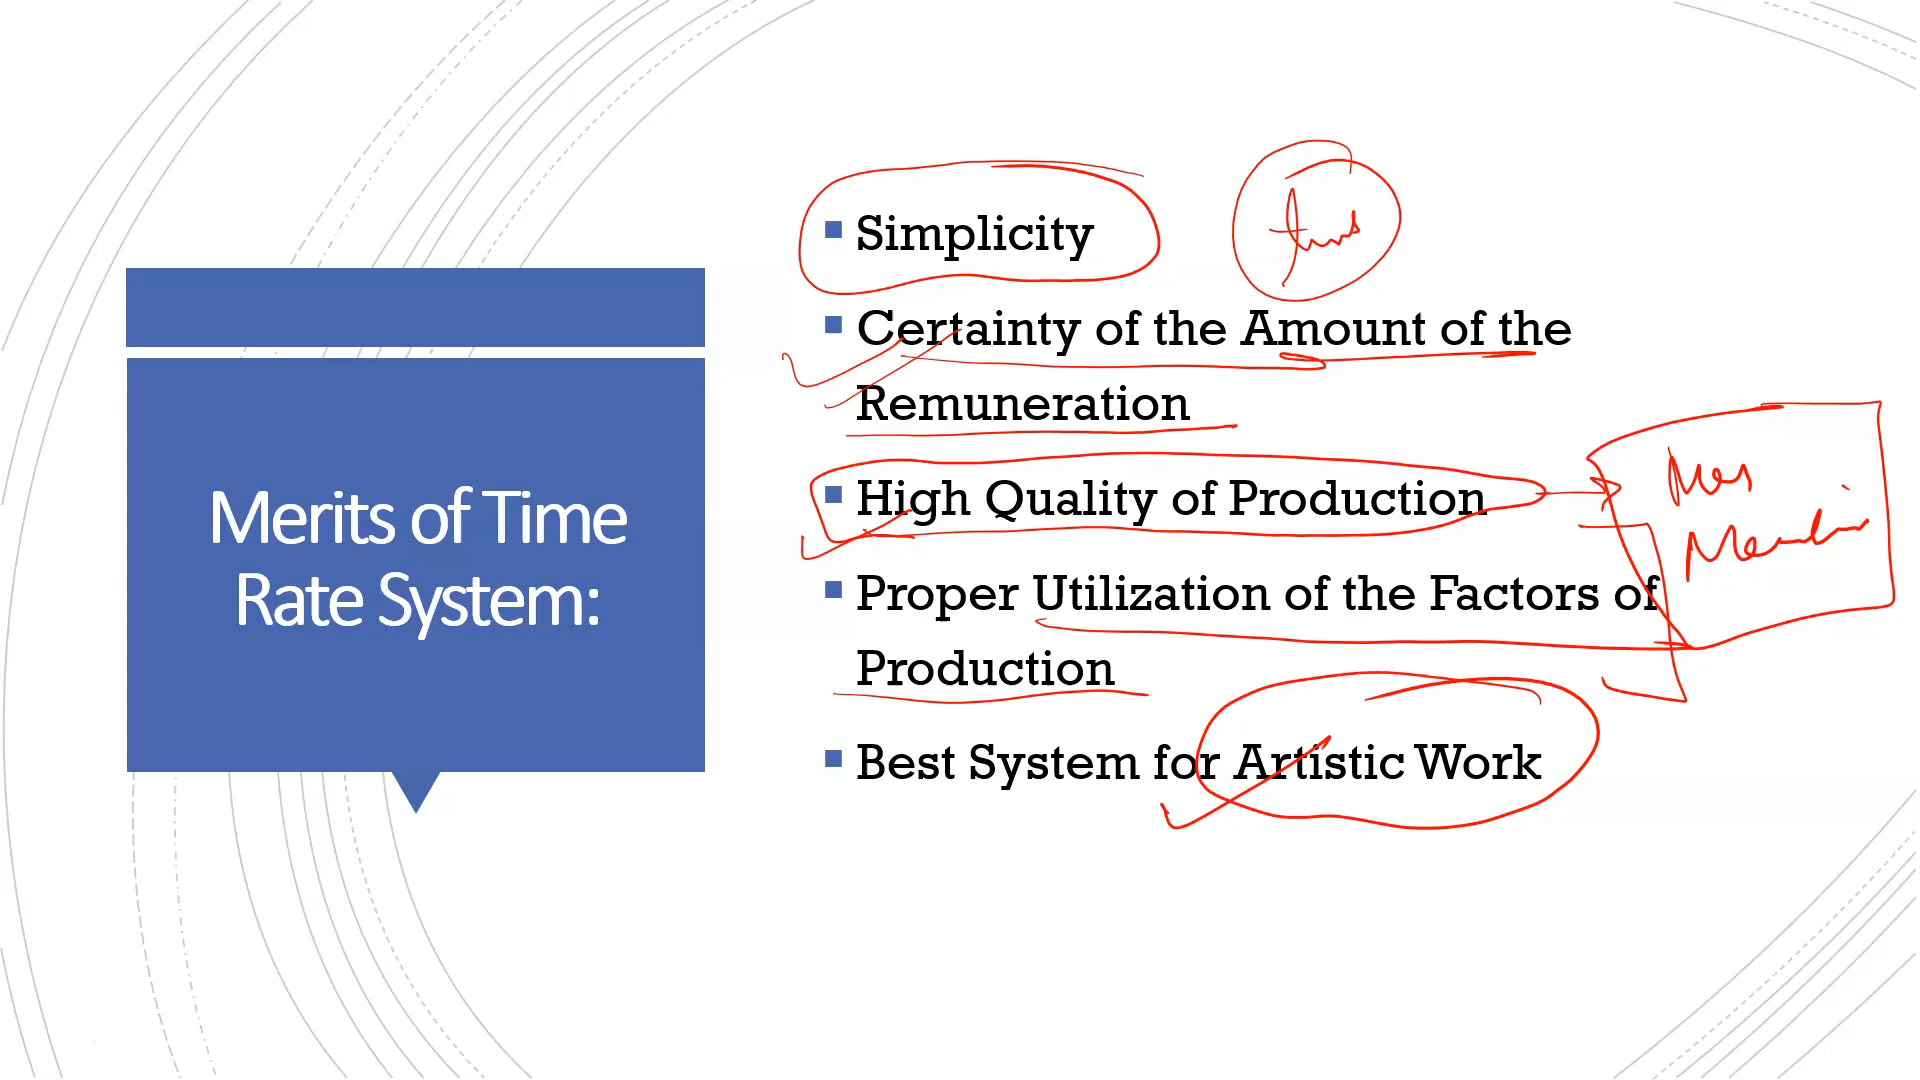 Merits of Time
Rate System:
Simplicity
Certainty of the Amount of the
Remuneration
High Quality of Production
Proper Utilization of the Factors of
Production
Best System for Artistic Work